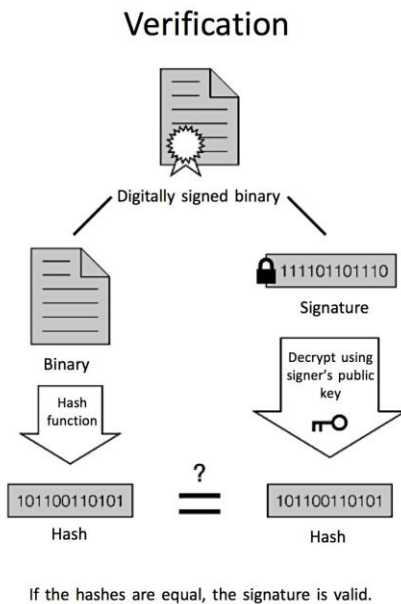 Verification
Digitally signed binary
111101101110
Signature
Binary
Decrypt using
signer's public
key
Hash
function
?
101100110101
101100110101
Hash
Hash
If the hashes are equal, the signature is valid.